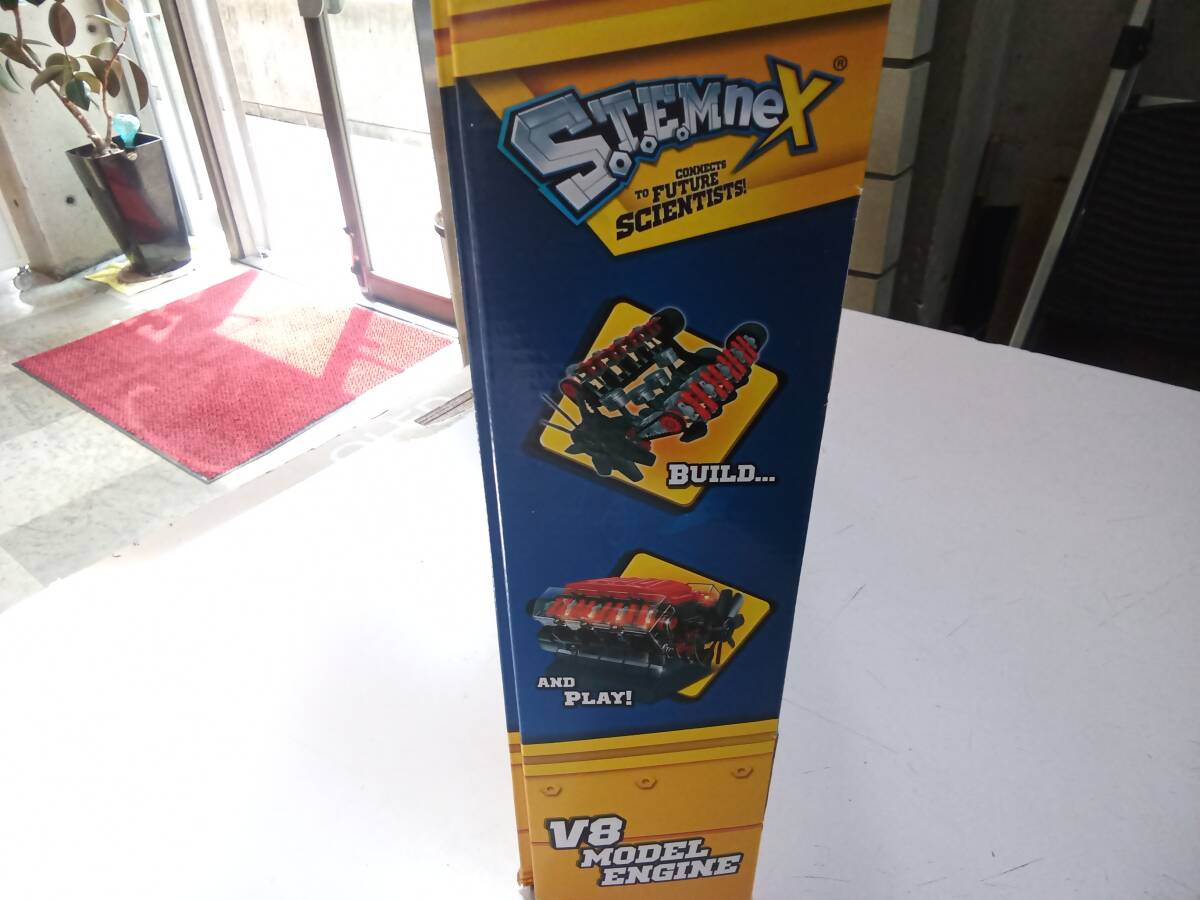 S.T.E.M.neX®
CONNECTS
TO FUTURE
SCIENTISTS!
BUILD...
AND
PLAY!
V8
MODEL
ENGINE